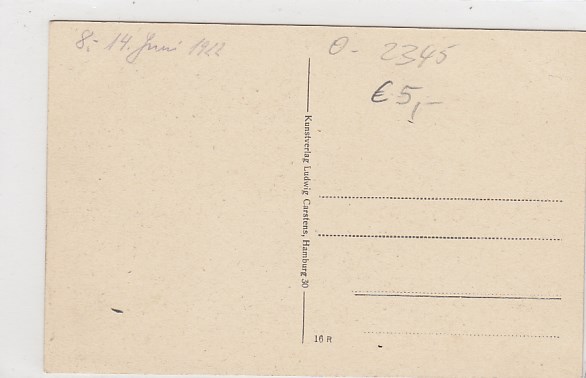 8.- 14. Juni 1922
0- 2345
€5,-
Kunstverlag Ludwig Carstens, Hamburg 30
16 R